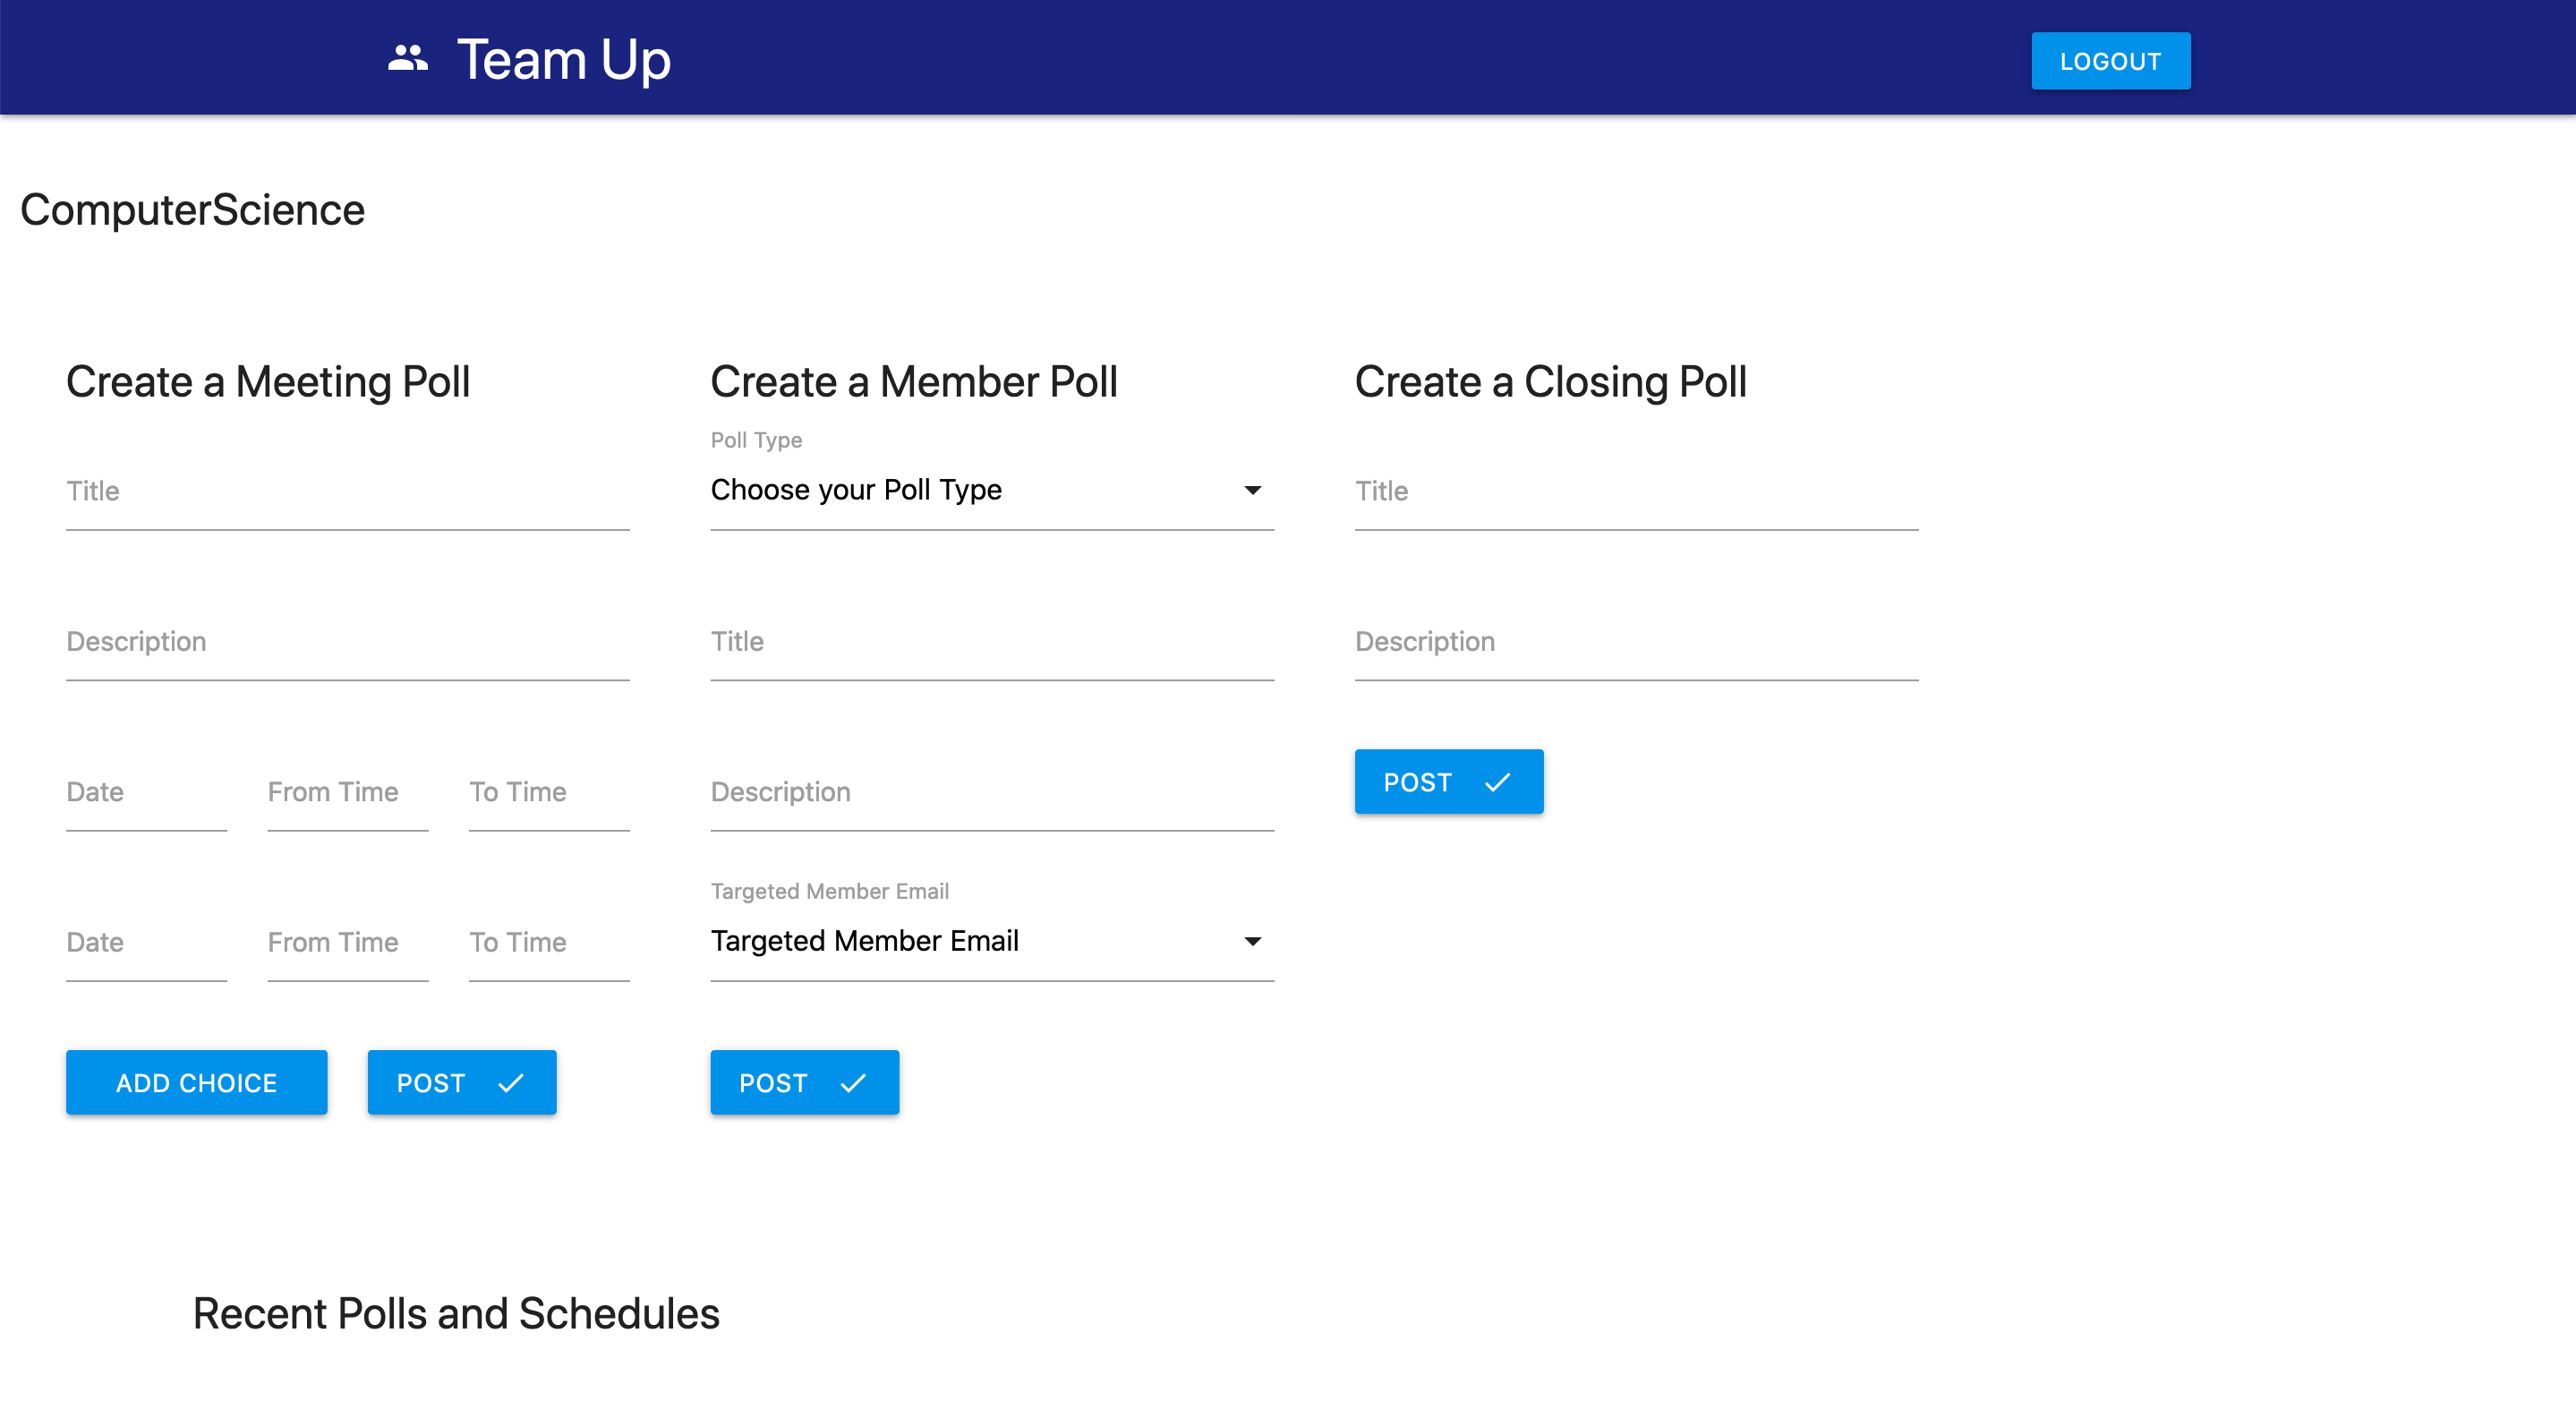 Team Up
LOGOUT
ComputerScience
Create a Meeting Poll
Title
Description
Date From Time To Time
Date From Time To Time
ADD CHOICE POST
Create a Member Poll
Poll Type
Choose your Poll Type
Title
Description
Targeted Member Email
Targeted Member Email
POST
Create a Closing Poll
Title
Description
POST
Recent Polls and Schedules